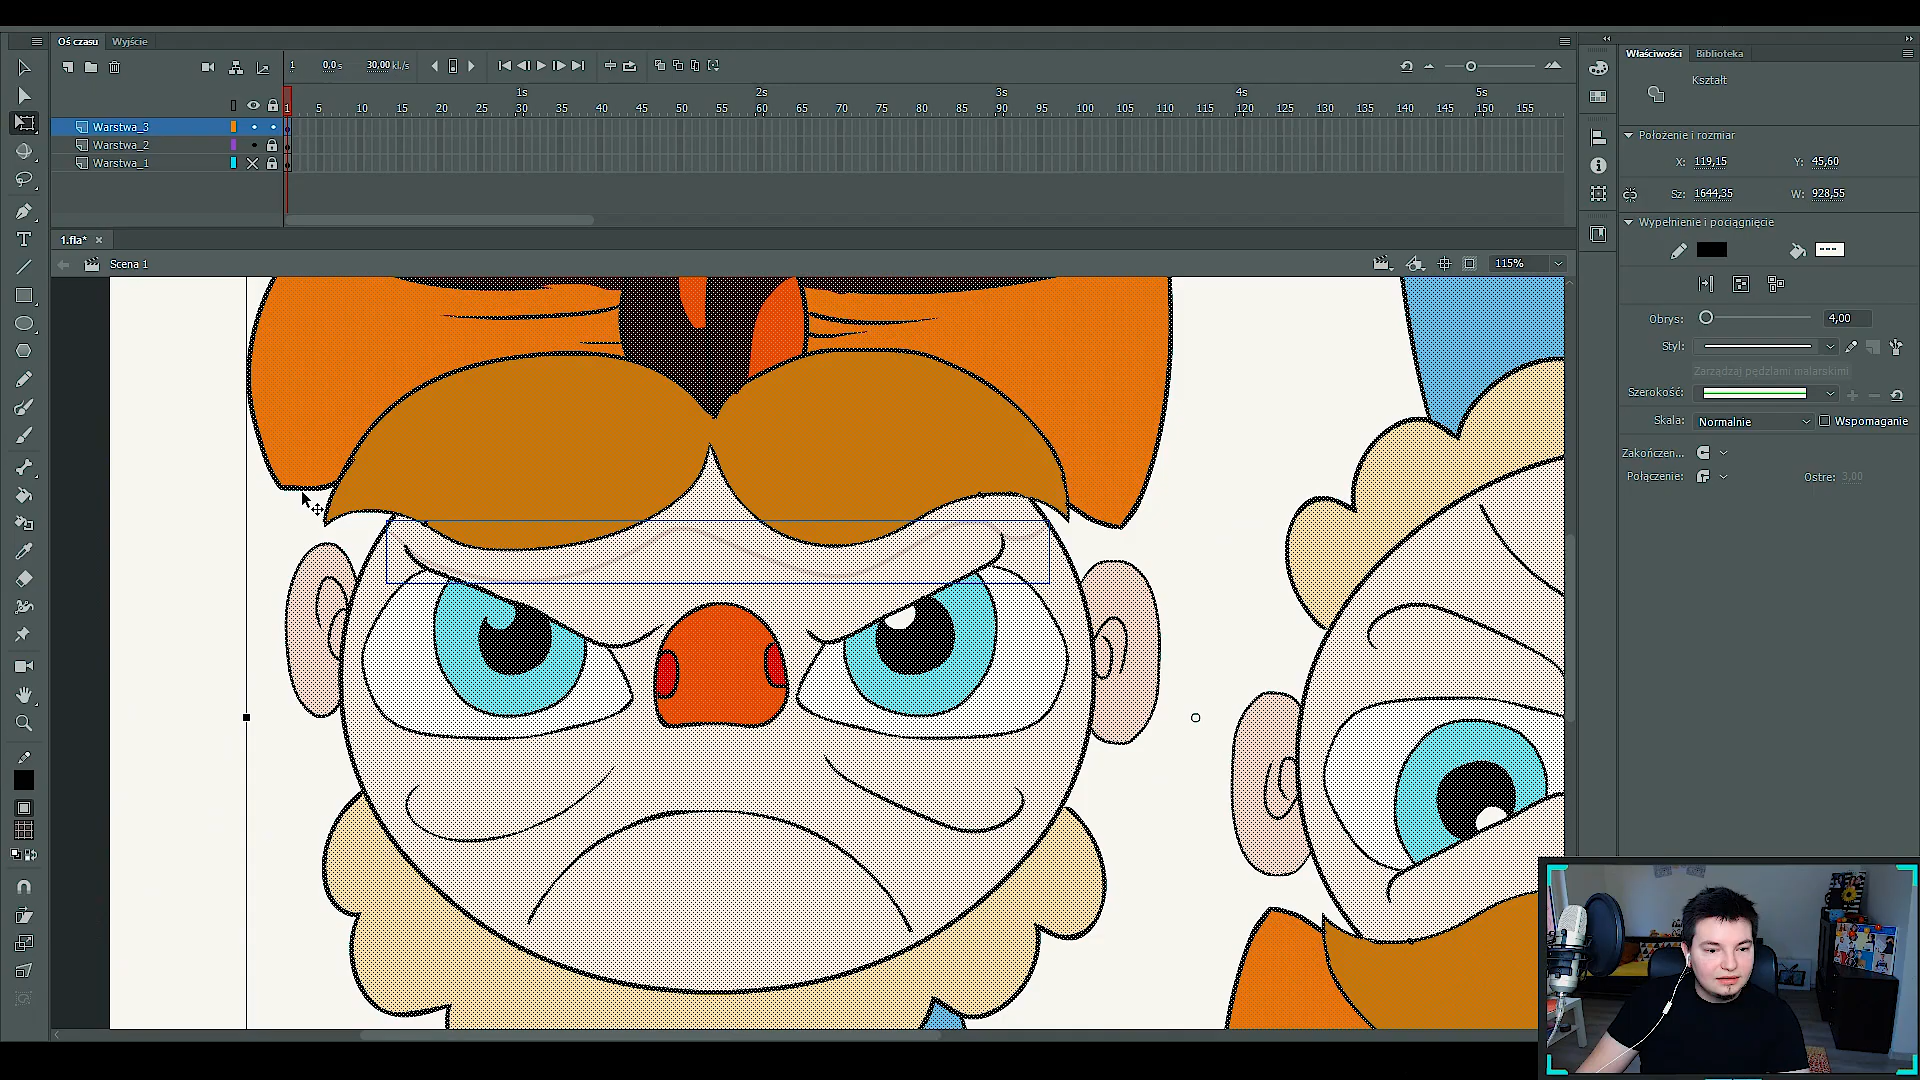 Oś czasu Wyjście
Właściwości Biblioteka
1 0,0 s 30,00 kl./s
Kształt
1s 2s 3s 4s 5s
1 5 10 15 20 25 30 35 40 45 50 55 60 65 70 75 80 85 90 95 100 105 110 115 120 125 130 135 140 145 150 155
Warstwa_3
Warstwa_2
Warstwa_1
Położenie i rozmiar
X: 119,15 Y: 45,60
Sz: 1644,35 W: 928,55
Wypełnienie i pociągnięcie
1.fla* ×
Scena 1
115%
Obrys: 4,00
Styl:
Zarządzaj pędzlami malarskimi
Szerokość:
Skala: Normalnie Wspomaganie
Zakończen...
Połączenie: Ostre: 3,00